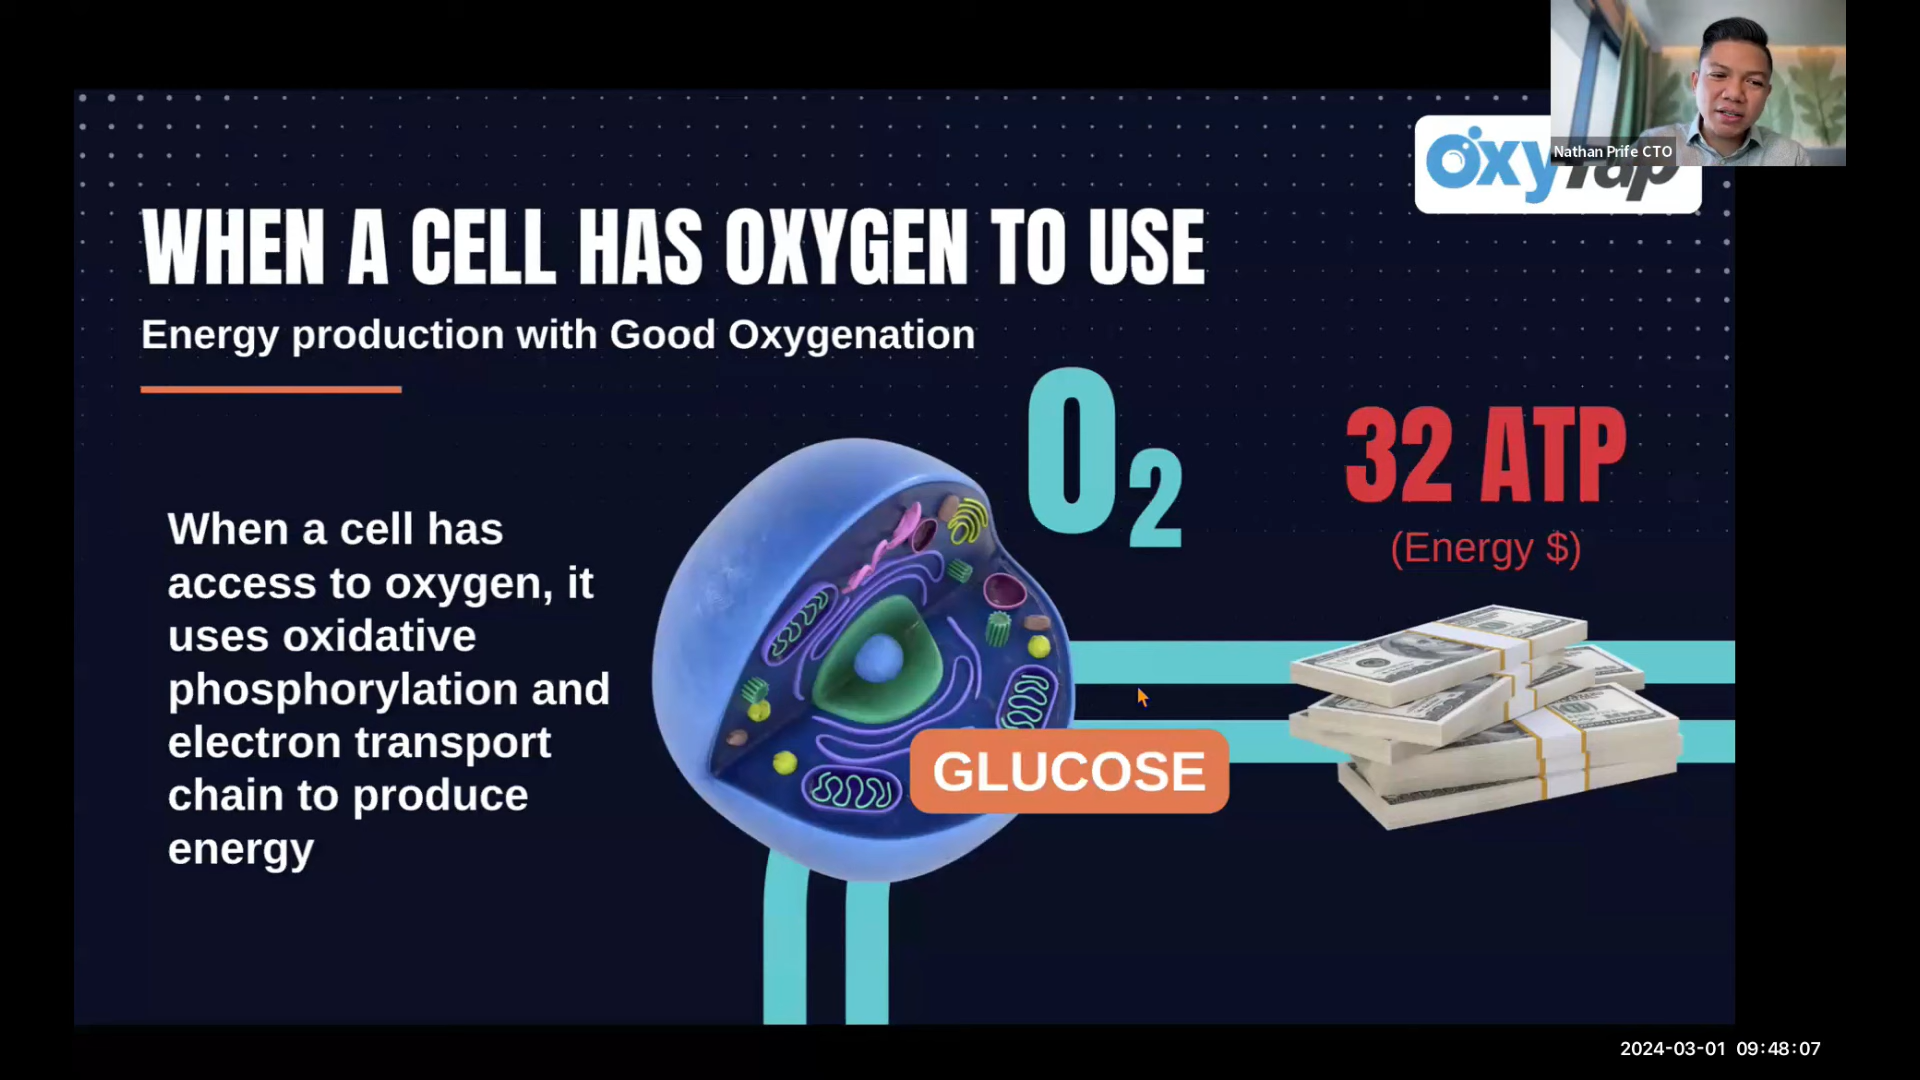 Nathan Prife CTO
OxyTap
WHEN A CELL HAS OXYGEN TO USE
Energy production with Good Oxygenation
O2
32 ATP
(Energy $)
When a cell has
access to oxygen, it
uses oxidative
phosphorylation and
electron transport
chain to produce
energy
GLUCOSE
2024-03-01 09:48:07